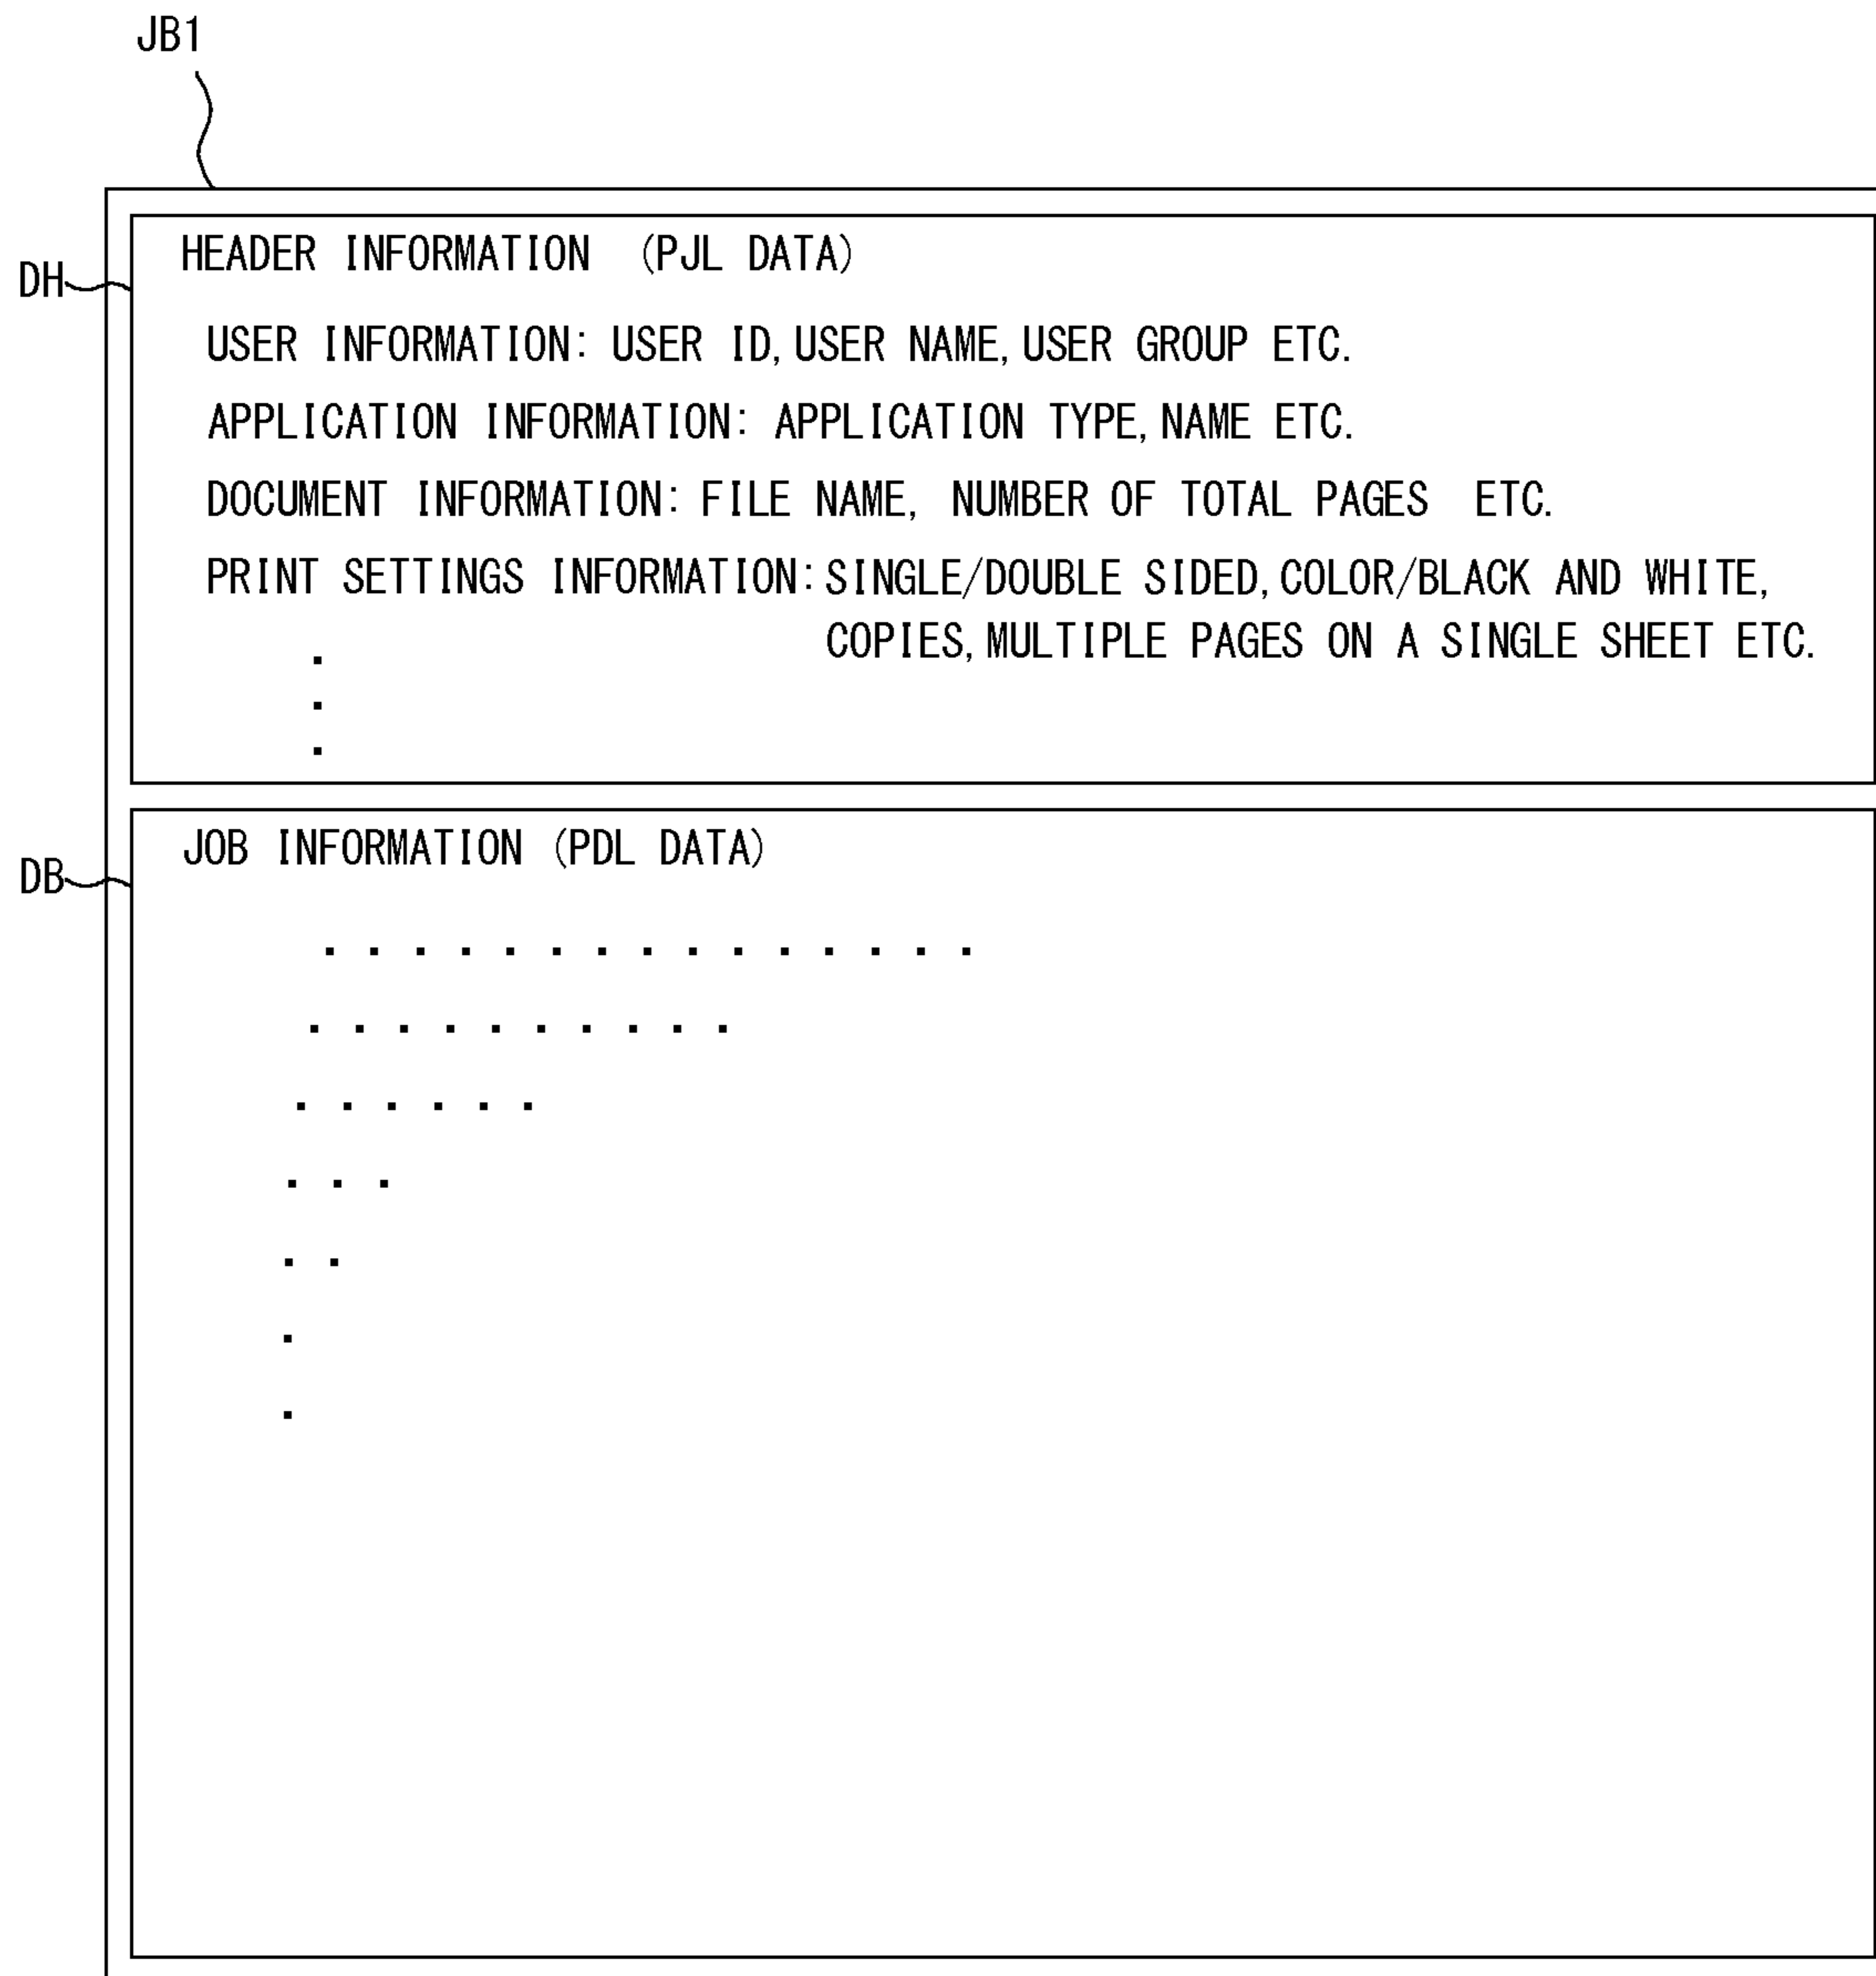 JB1
DH
HEADER INFORMATION (PJL DATA)
USER INFORMATION: USER ID, USER NAME, USER GROUP ETC.
APPLICATION INFORMATION: APPLICATION TYPE, NAME ETC.
DOCUMENT INFORMATION: FILE NAME, NUMBER OF TOTAL PAGES ETC.
PRINT SETTINGS INFORMATION: SINGLE/DOUBLE SIDED, COLOR/BLACK AND WHITE,
COPIES, MULTIPLE PAGES ON A SINGLE SHEET ETC.
DB
JOB INFORMATION (PDL DATA)